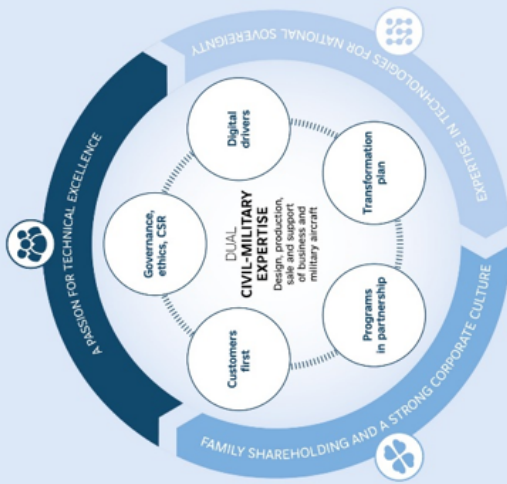 A PASSION FOR TECHNICAL EXCELLENCE
EXPERTISE IN TECHNOLOGIES FOR NATIONAL SOVEREIGNTY
FAMILY SHAREHOLDING AND A STRONG CORPORATE CULTURE
Governance,
ethics, CSR
Digital
drivers
Transformation
plan
Programs
in partnership
Customers
first
DUAL
CIVIL-MILITARY
EXPERTISE
Design, production,
sale and support
of business and
military aircraft